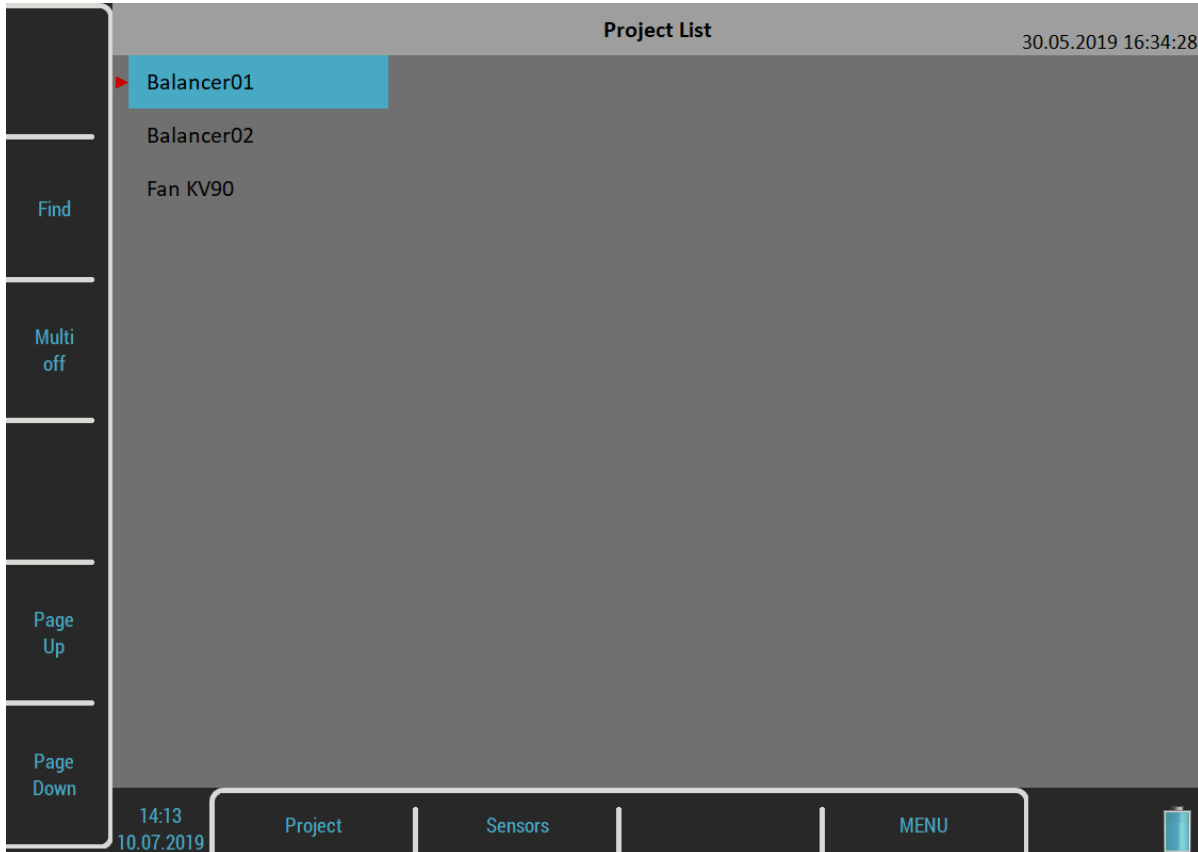 Project List
30.05.2019 16:34:28
Balancer01
Balancer02
Fan KV90
Find
Multi
off
Page
Up
Page
Down
14:13
10.07.2019
Project
Sensors
MENU